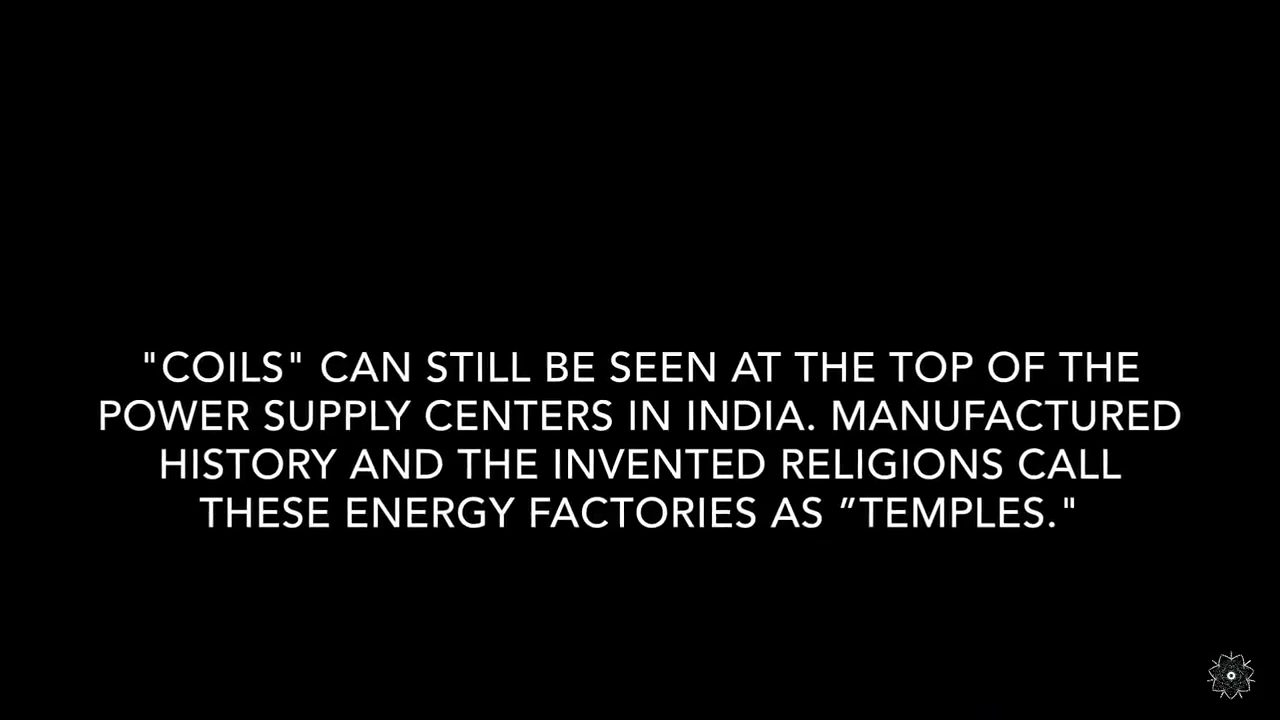 "COILS" CAN STILL BE SEEN AT THE TOP OF THE
POWER SUPPLY CENTERS IN INDIA. MANUFACTURED
HISTORY AND THE INVENTED RELIGIONS CALL
THESE ENERGY FACTORIES AS ”TEMPLES."